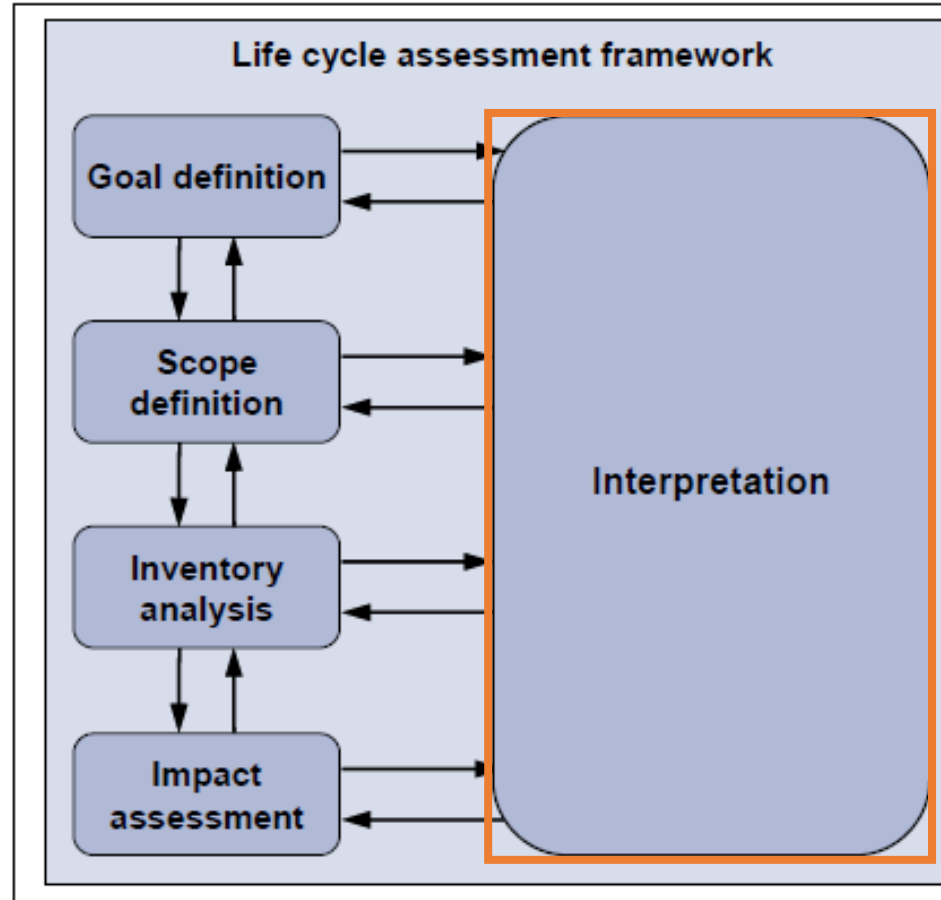 Life cycle assessment framework
Goal definition
Scope
definition
Inventory
analysis
Impact
assessment
Interpretation